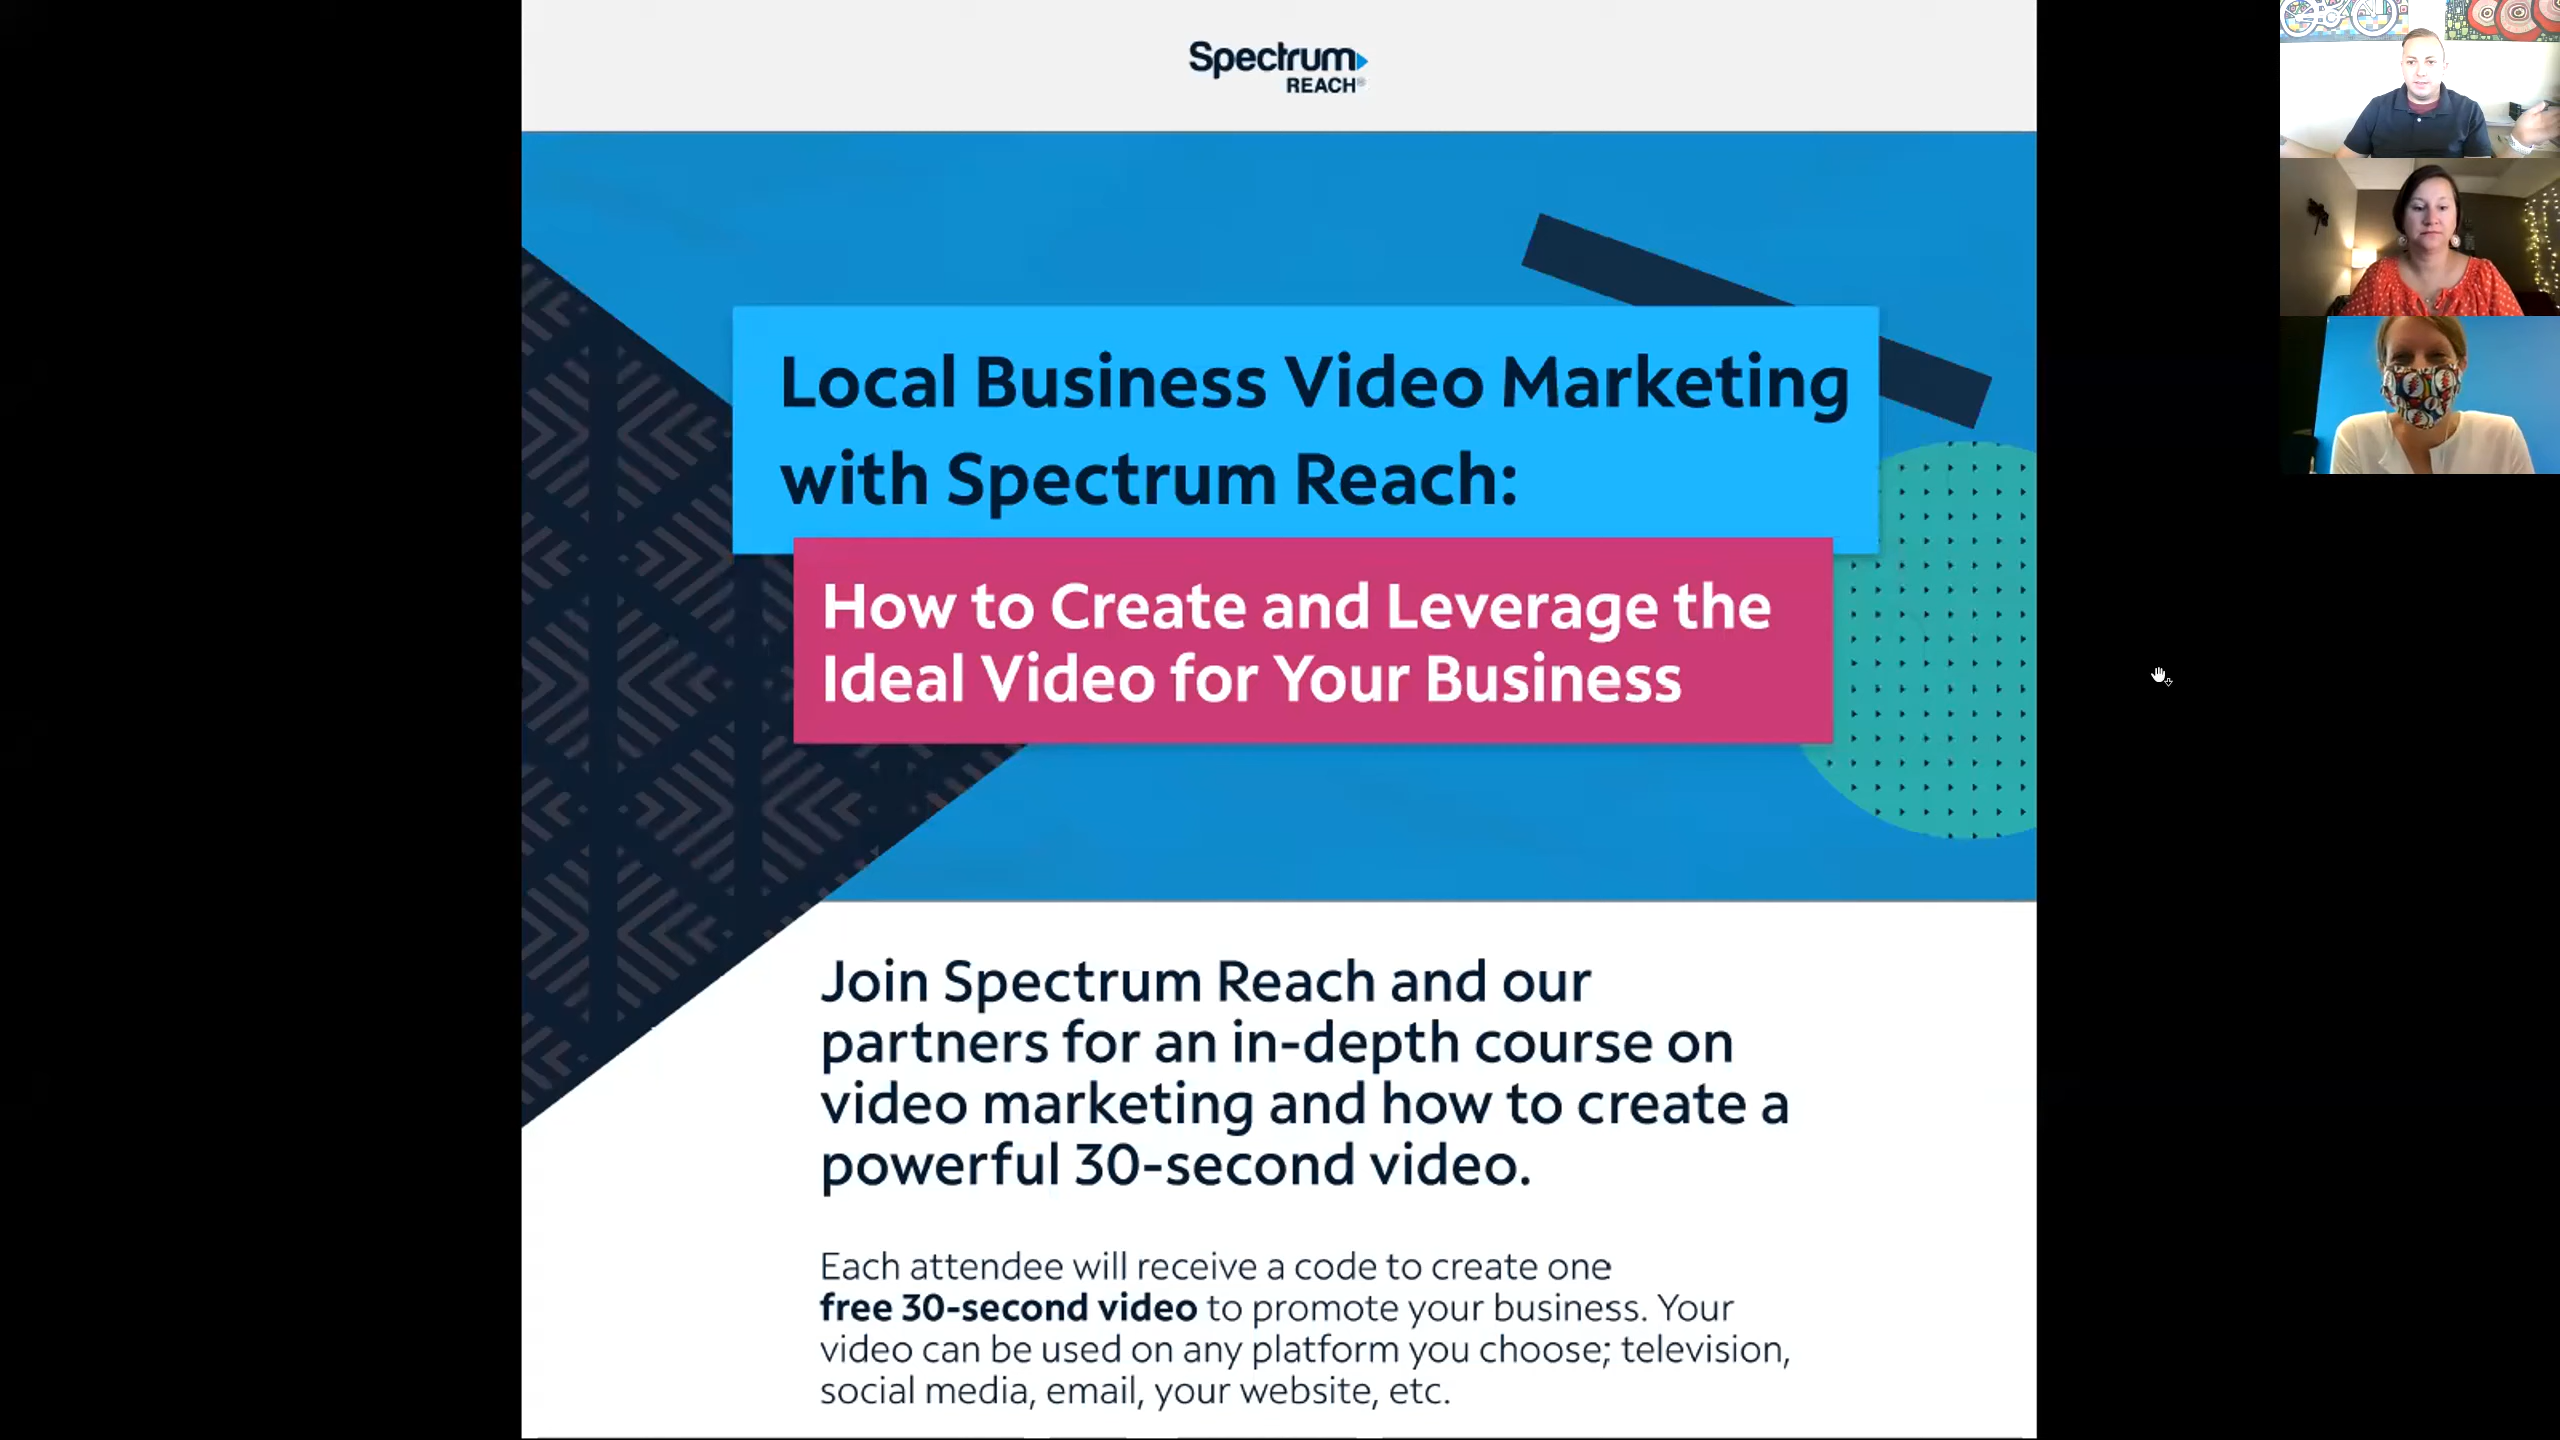 Spectrum
REACH®
Local Business Video Marketing
with Spectrum Reach:
How to Create and Leverage the
Ideal Video for Your Business
Join Spectrum Reach and our
partners for an in-depth course on
video marketing and how to create a
powerful 30-second video.
Each attendee will receive a code to create one
free 30-second video to promote your business. Your
video can be used on any platform you choose; television,
social media, email, your website, etc.